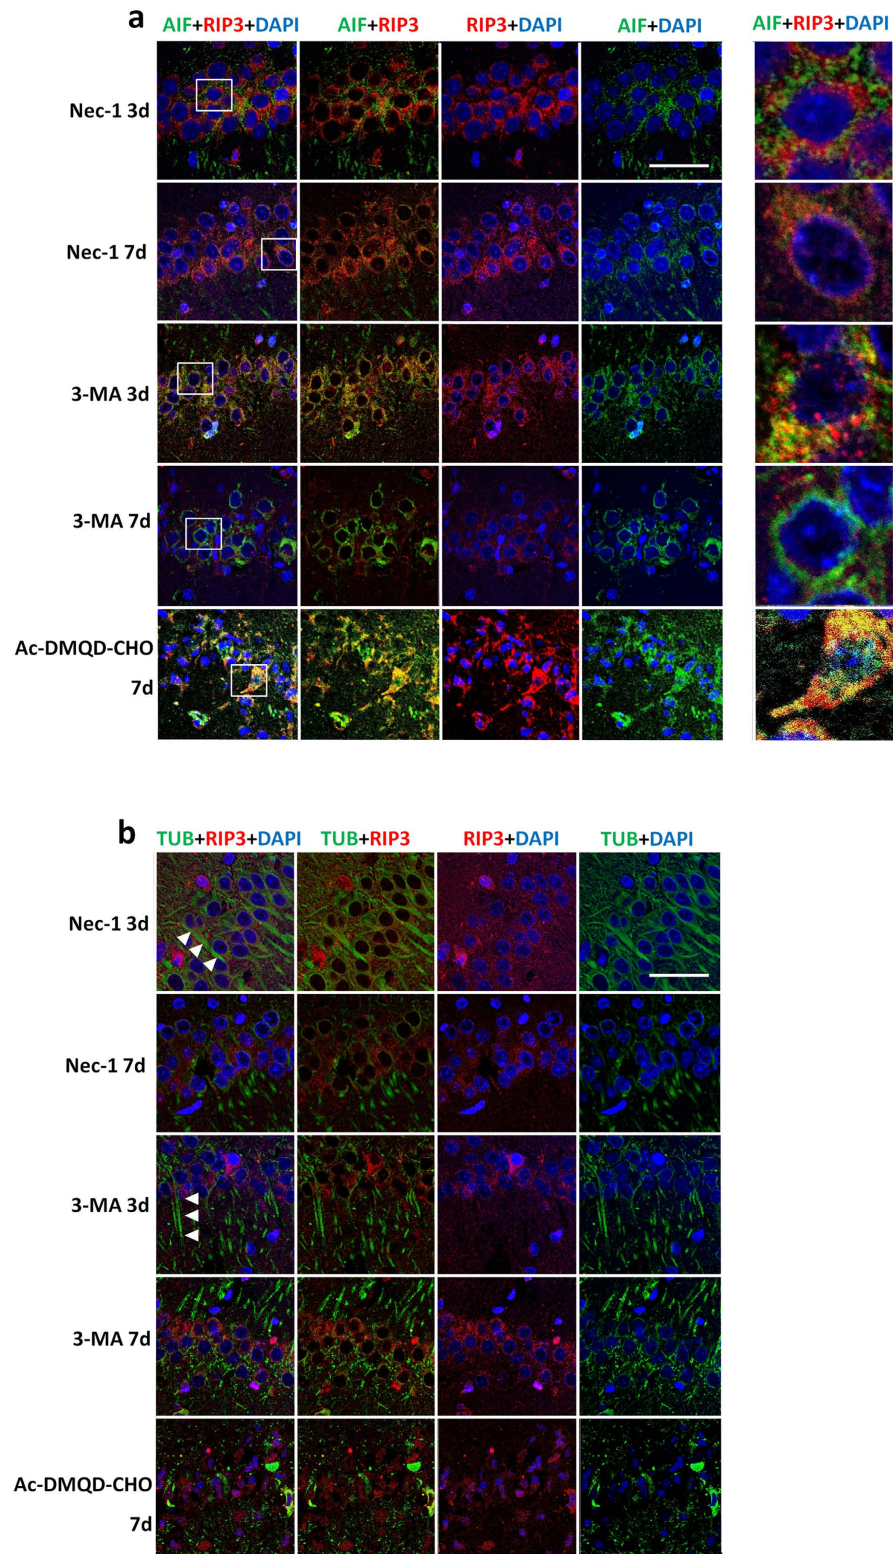 a
AIF+RIP3+DAPI AIF+RIP3 RIP3+DAPI AIF+DAPI AIF+RIP3+DAPI
Nec-1 3d
Nec-1 7d
3-MA 3d
3-MA 7d
Ac-DMQD-CHO
7d
b
TUB+RIP3+DAPI TUB+RIP3 RIP3+DAPI TUB+DAPI
Nec-1 3d
Nec-1 7d
3-MA 3d
3-MA 7d
Ac-DMQD-CHO
7d